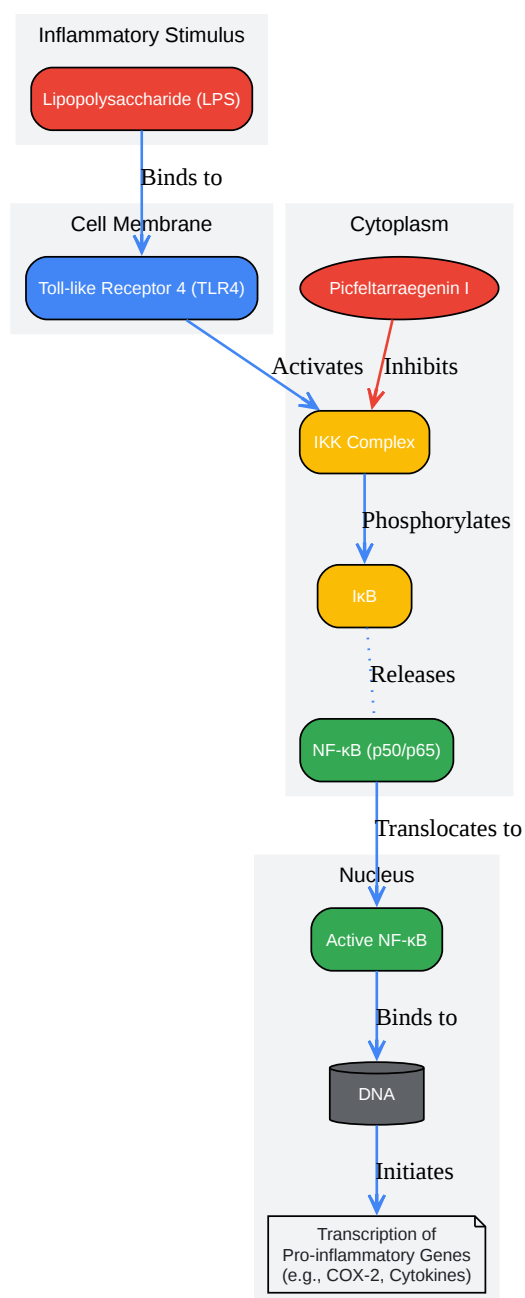 Inflammatory Stimulus
Lipopolysaccharide (LPS)
Binds to
Cell Membrane
Toll-like Receptor 4 (TLR4)
Cytoplasm
Picfeltarraegenin I
Activates
Inhibits
IKK Complex
Phosphorylates
IκB
Releases
NF-κB (p50/p65)
Translocates to
Nucleus
Active NF-κB
Binds to
DNA
Initiates
Transcription of
Pro-inflammatory Genes
(e.g., COX-2, Cytokines)